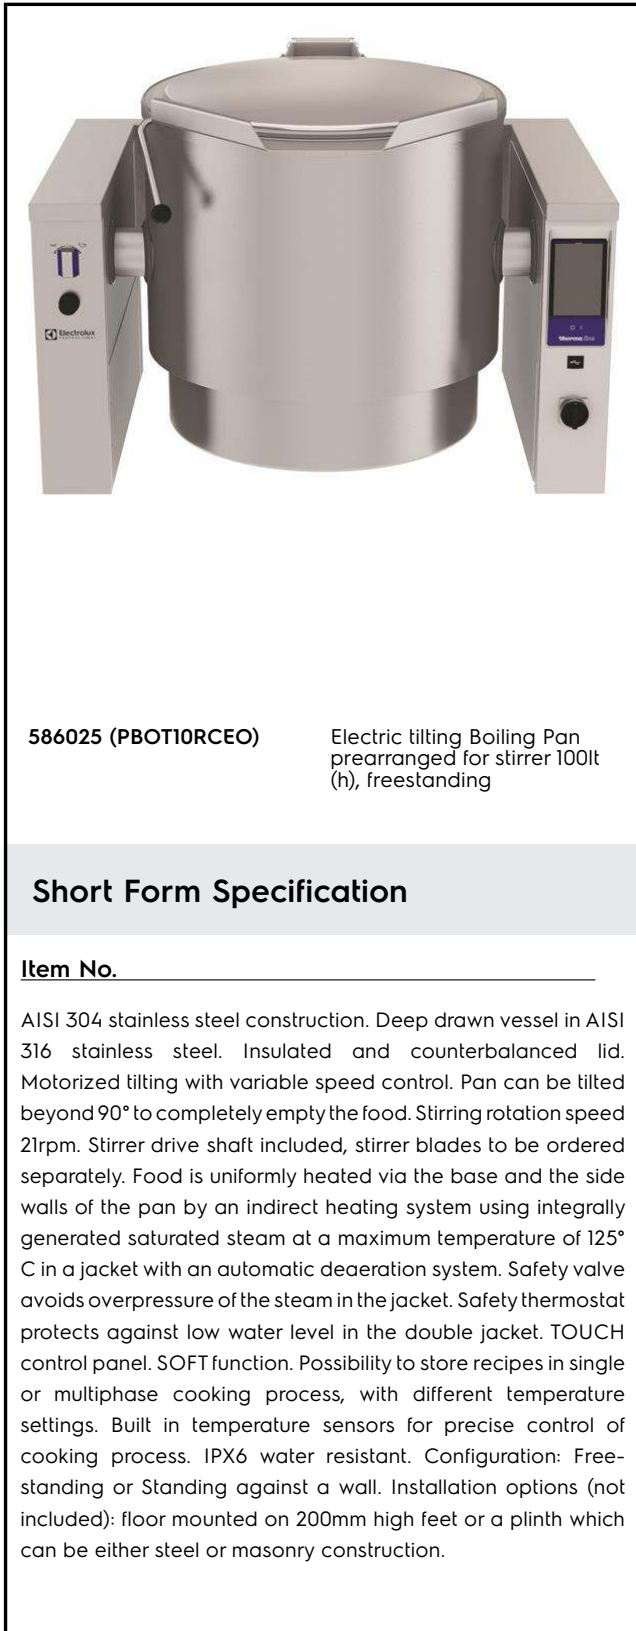 Electrolux
PROFESSIONAL
thermaline
586025 (PBOT10RCEO)
Electric tilting Boiling Pan
prearranged for stirrer 100lt
(h), freestanding
Short Form Specification
Item No.
AISI 304 stainless steel construction. Deep drawn vessel in AISI
316 stainless steel. Insulated and counterbalanced lid.
Motorized tilting with variable speed control. Pan can be tilted
beyond 90° to completely empty the food. Stirring rotation speed
21rpm. Stirrer drive shaft included, stirrer blades to be ordered
separately. Food is uniformly heated via the base and the side
walls of the pan by an indirect heating system using integrally
generated saturated steam at a maximum temperature of 125°
C in a jacket with an automatic deaeration system. Safety valve
avoids overpressure of the steam in the jacket. Safety thermostat
protects against low water level in the double jacket. TOUCH
control panel. SOFT function. Possibility to store recipes in single
or multiphase cooking process, with different temperature
settings. Built in temperature sensors for precise control of
cooking process. IPX6 water resistant. Configuration: Free-
standing or Standing against a wall. Installation options (not
included): floor mounted on 200mm high feet or a plinth which
can be either steel or masonry construction.